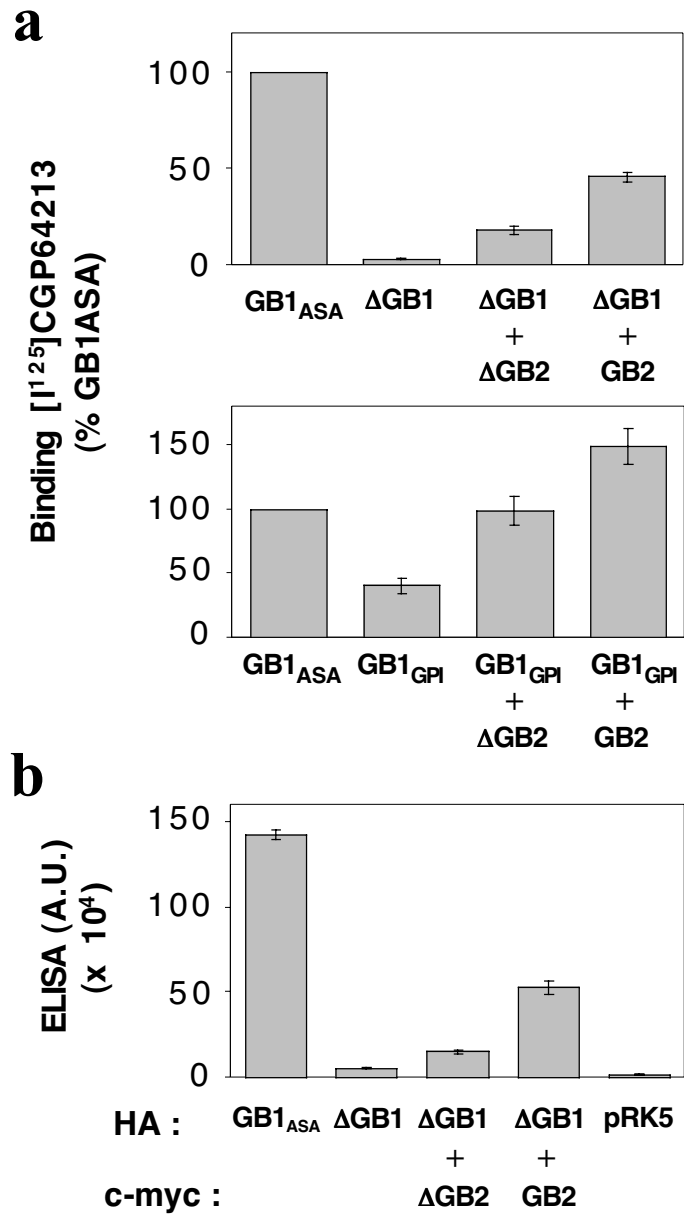 a
Binding [I¹²⁵]CGP64213
(% GB1ASA)
100
50
0
GB1ASA ΔGB1 ΔGB1 ΔGB1
+ +
ΔGB2 GB2
150
100
50
0
GB1ASA GB1GPI GB1GPI GB1GPI
+ +
ΔGB2 GB2
b
ELISA (A.U.)
(x 10⁴)
150
100
50
0
HA : GB1ASA ΔGB1 ΔGB1 ΔGB1 pRK5
+ +
c-myc : ΔGB2 GB2